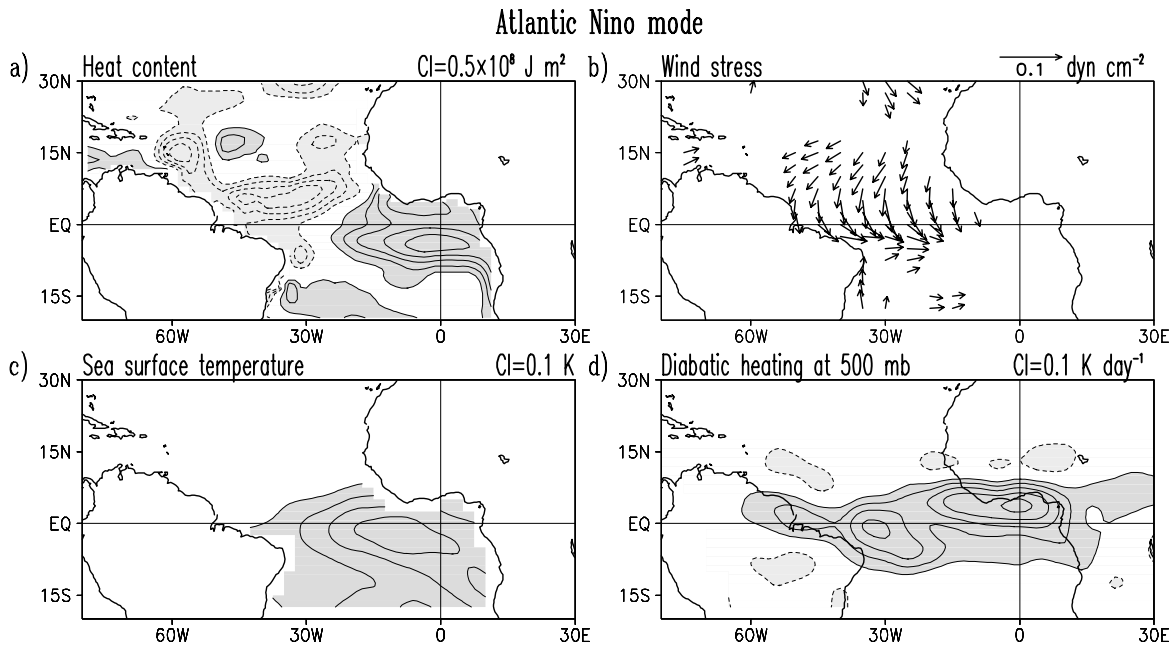 Atlantic Nino mode
a) Heat content CI=0.5×10⁸ J m²
b) Wind stress 0.1 dyn cm⁻²
30N
15N
EQ
15S
60W 30W 0 30E
30N
15N
EQ
15S
60W 30W 0 30E
c) Sea surface temperature CI=0.1 K
d) Diabatic heating at 500 mb CI=0.1 K day⁻¹
30N
15N
EQ
15S
60W 30W 0 30E
30N
15N
EQ
15S
60W 30W 0 30E